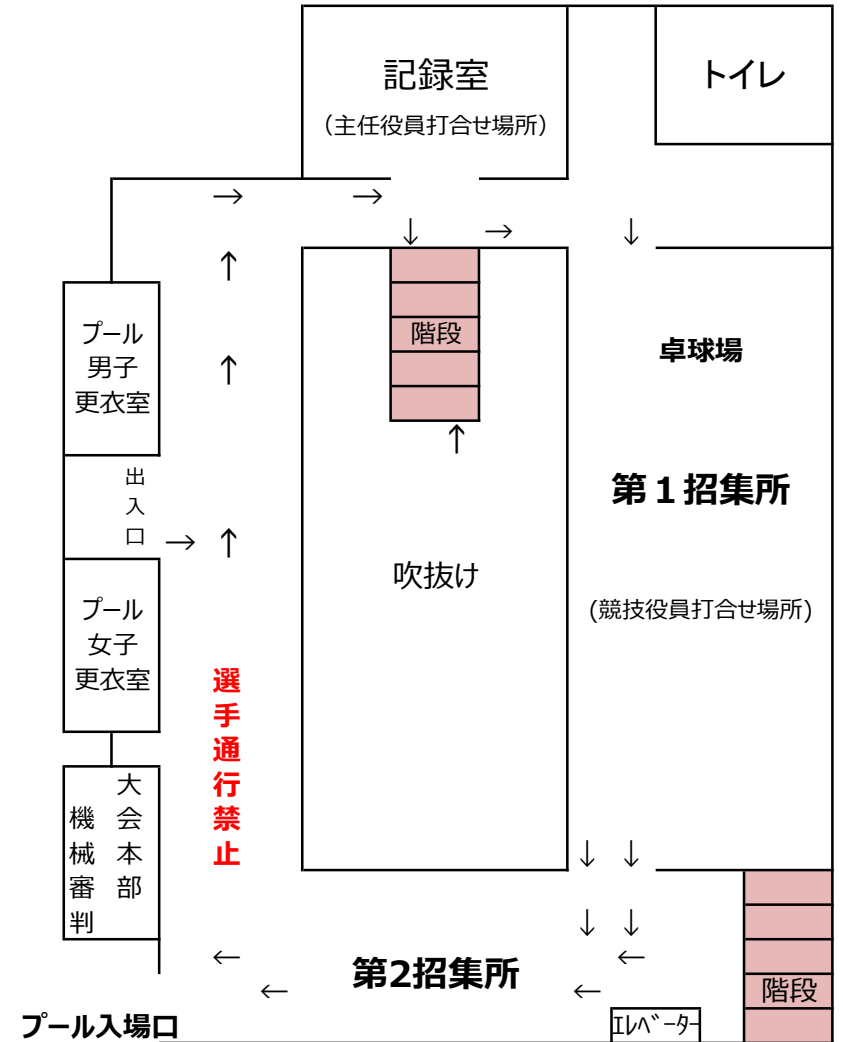 記録室
（主任役員打合せ場所）
トイレ
→ →
↓ → ↓
↑
プール
男子
更衣室
↑
階段
卓球場
↑
出入口
→ ↑
第１招集所
吹抜け
(競技役員打合せ場所)
プール
女子
更衣室
選手通行禁止
大会本部
機械審判
↓ ↓
↓ ↓
← ←
第2招集所
← ←
階段
ｴﾚﾍﾞｰﾀｰ
プール入場口